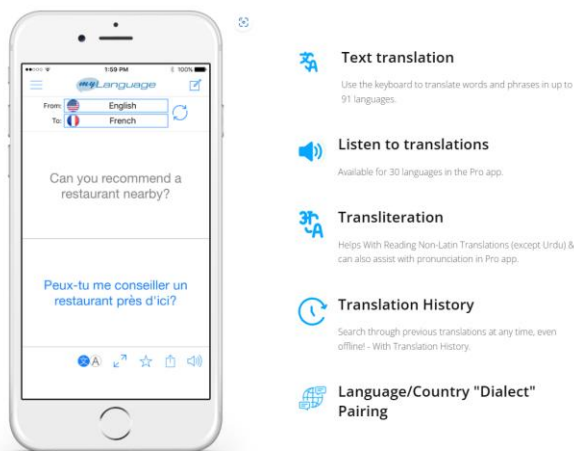 1:59 PM
100%
myLanguage
From: English
To: French
Can you recommend a
restaurant nearby?
Peux-tu me conseiller un
restaurant près d'ici?
Text translation
Use the keyboard to translate words and phrases in up to
91 languages.
Listen to translations
Available for 30 languages in the Pro app.
Transliteration
Helps With Reading Non-Latin Translations (except Urdu) &
can also assist with pronunciation in Pro app.
Translation History
Search through previous translations at any time, even
offline! - With Translation History.
Language/Country "Dialect"
Pairing